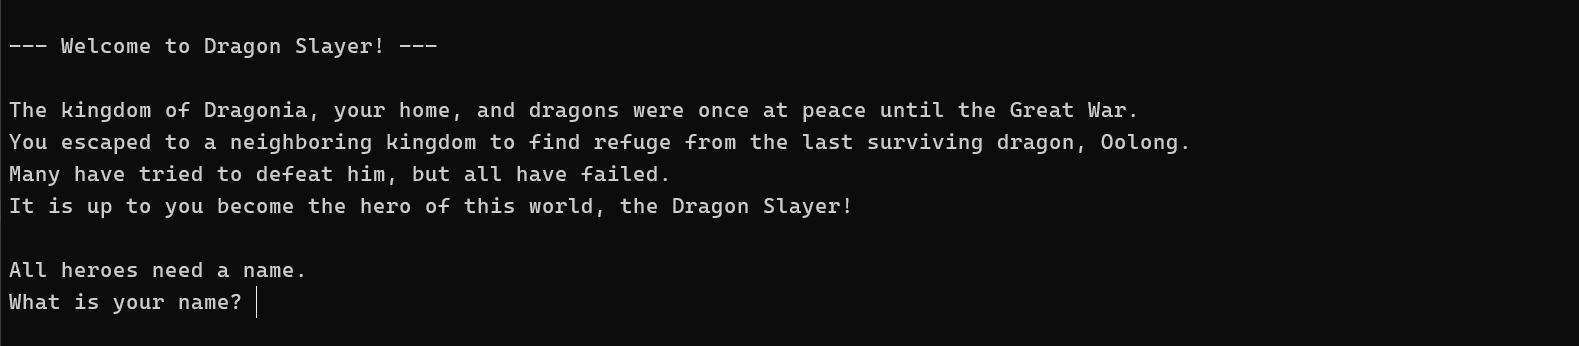 --- Welcome to Dragon Slayer! ---
The kingdom of Dragonia, your home, and dragons were once at peace until the Great War.
You escaped to a neighboring kingdom to find refuge from the last surviving dragon, Oolong.
Many have tried to defeat him, but all have failed.
It is up to you become the hero of this world, the Dragon Slayer!
All heroes need a name.
What is your name?